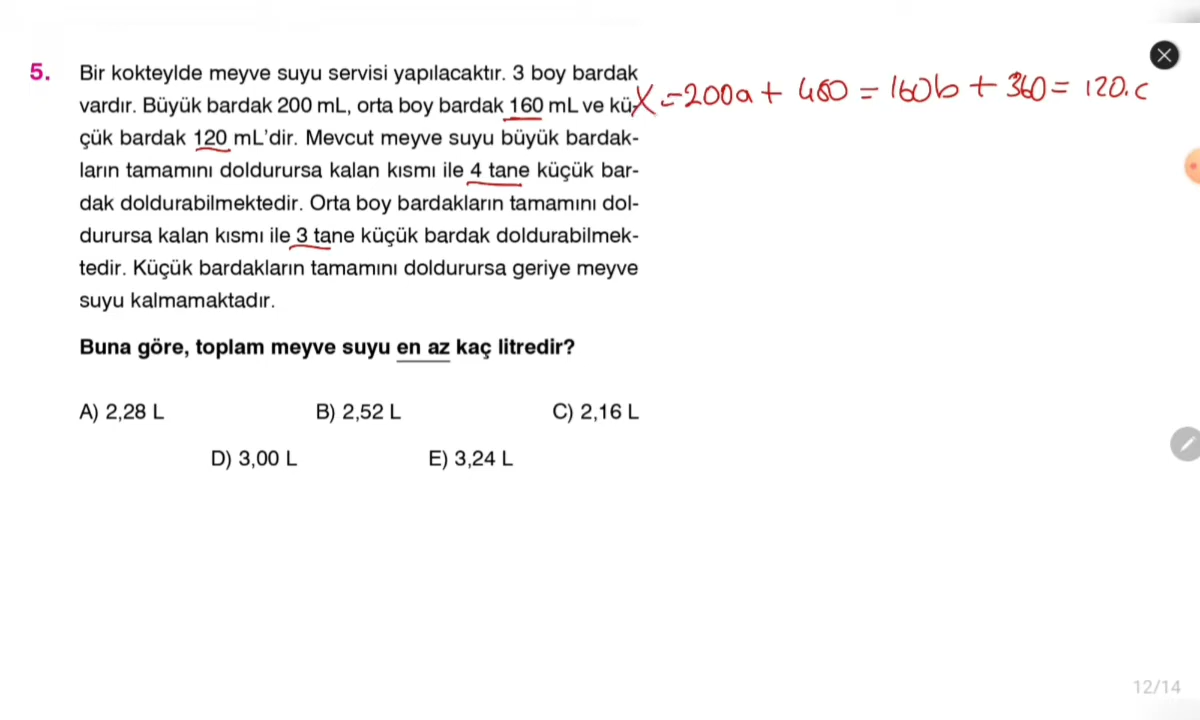 5. Bir kokteylde meyve suyu servisi yapılacaktır. 3 boy bardak
vardır. Büyük bardak 200 mL, orta boy bardak 160 mL ve kü-
çük bardak 120 mL'dir. Mevcut meyve suyu büyük bardak-
ların tamamını doldurursa kalan kısmı ile 4 tane küçük bar-
dak doldurabilmektedir. Orta boy bardakların tamamını dol-
durursa kalan kısmı ile 3 tane küçük bardak doldurabilmek-
tedir. Küçük bardakların tamamını doldurursa geriye meyve
suyu kalmamaktadır.
X = 200a + 480 = 160b + 360 = 120.c
Buna göre, toplam meyve suyu en az kaç litredir?
A) 2,28 L B) 2,52 L C) 2,16 L
D) 3,00 L E) 3,24 L
12/14